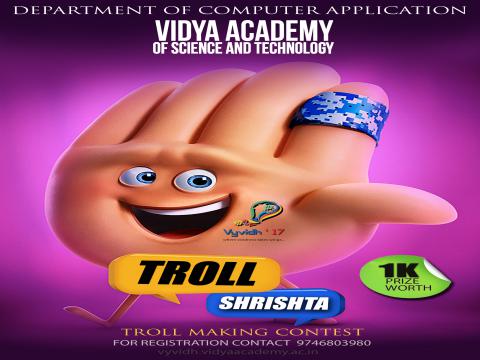 DEPARTMENT OF COMPUTER APPLICATION
VIDYA ACADEMY
OF SCIENCE AND TECHNOLOGY
Vyvidh '17
TROLL
SHRISHTA
1K
PRIZE
WORTH
TROLL MAKING CONTEST
FOR REGISTRATION CONTACT 9746803980
vyvidh.vidyaacademy.ac.in